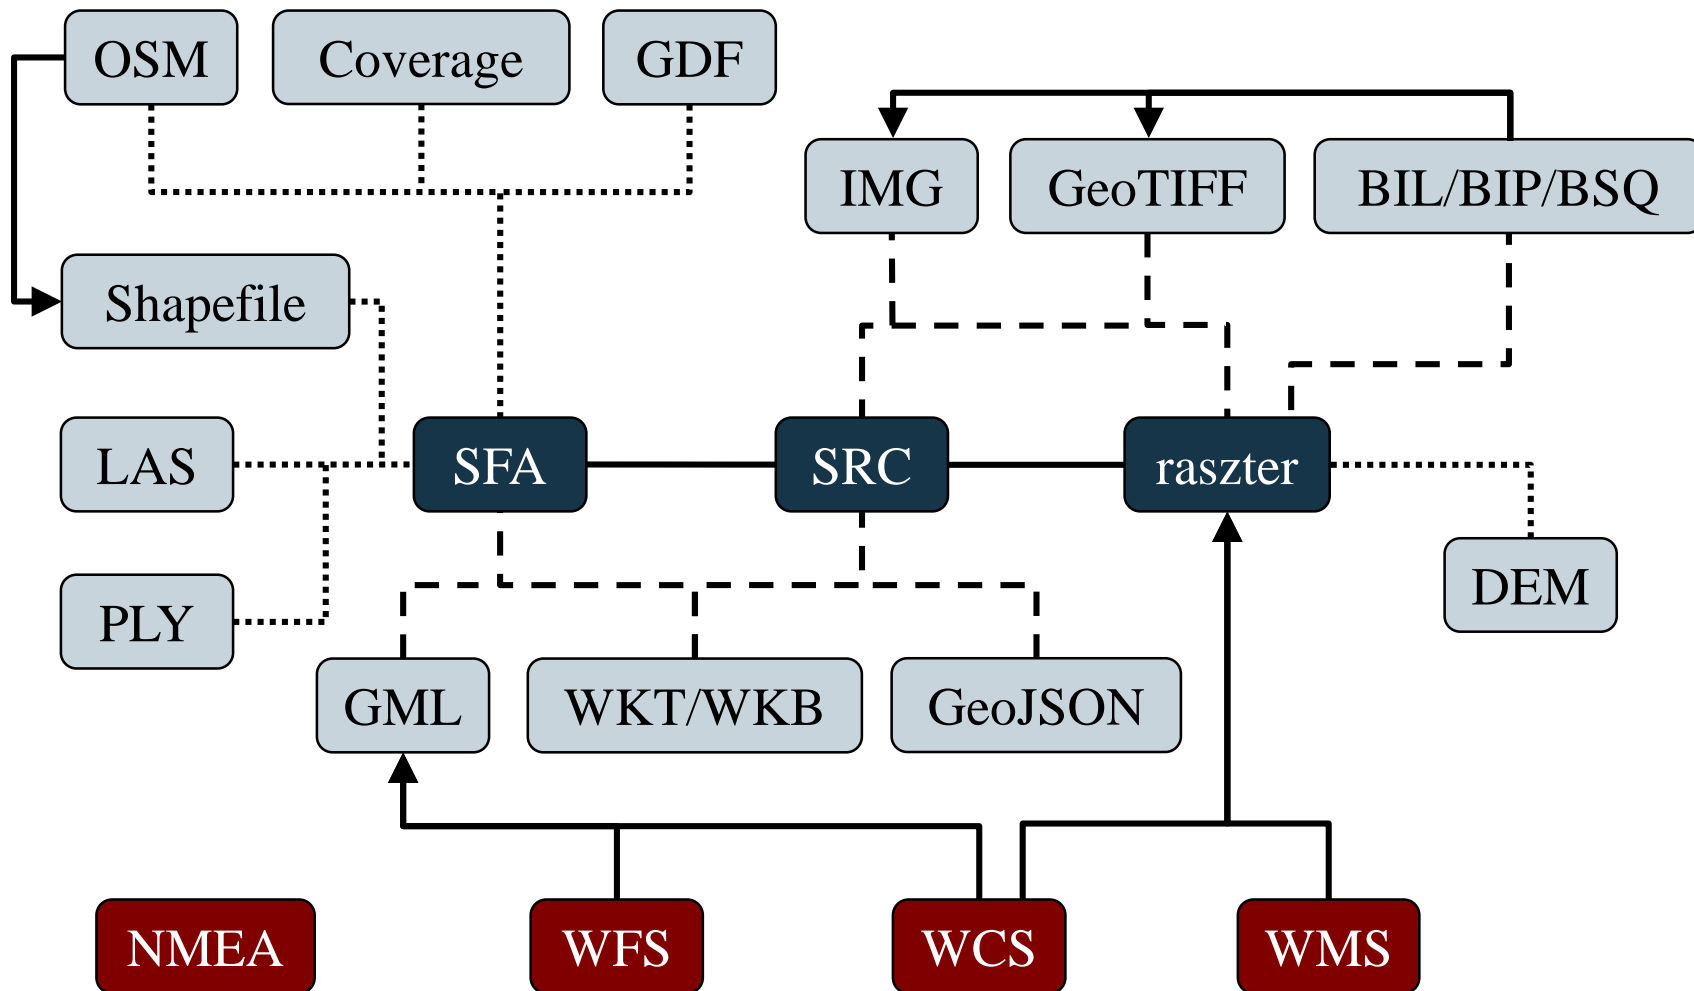 OSM
Coverage
GDF
IMG
GeoTIFF
BIL/BIP/BSQ
Shapefile
LAS
SFA
SRC
raszter
PLY
DEM
GML
WKT/WKB
GeoJSON
NMEA
WFS
WCS
WMS